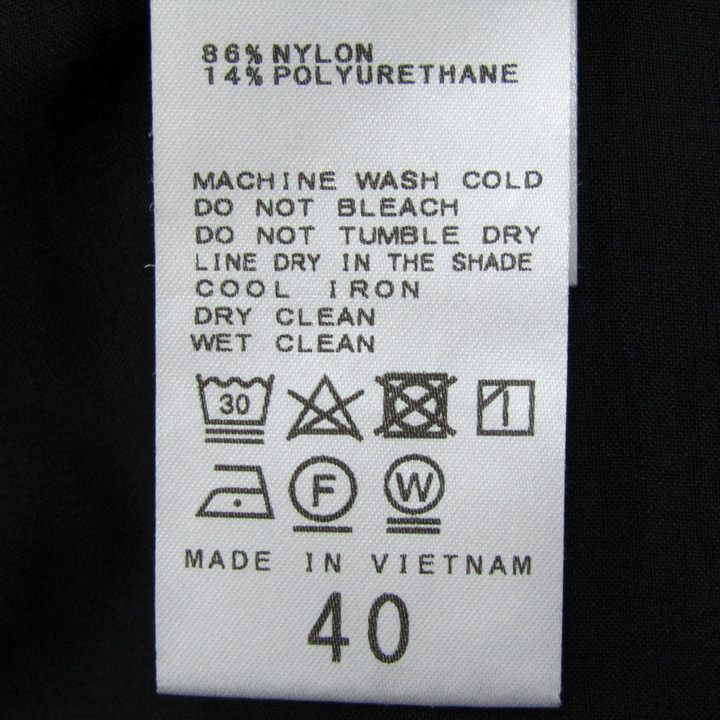 86% NYLON
14% POLYURETHANE
MACHINE WASH COLD
DO NOT BLEACH
DO NOT TUMBLE DRY
LINE DRY IN THE SHADE
COOL IRON
DRY CLEAN
WET CLEAN
30
F W
MADE IN VIETNAM
40